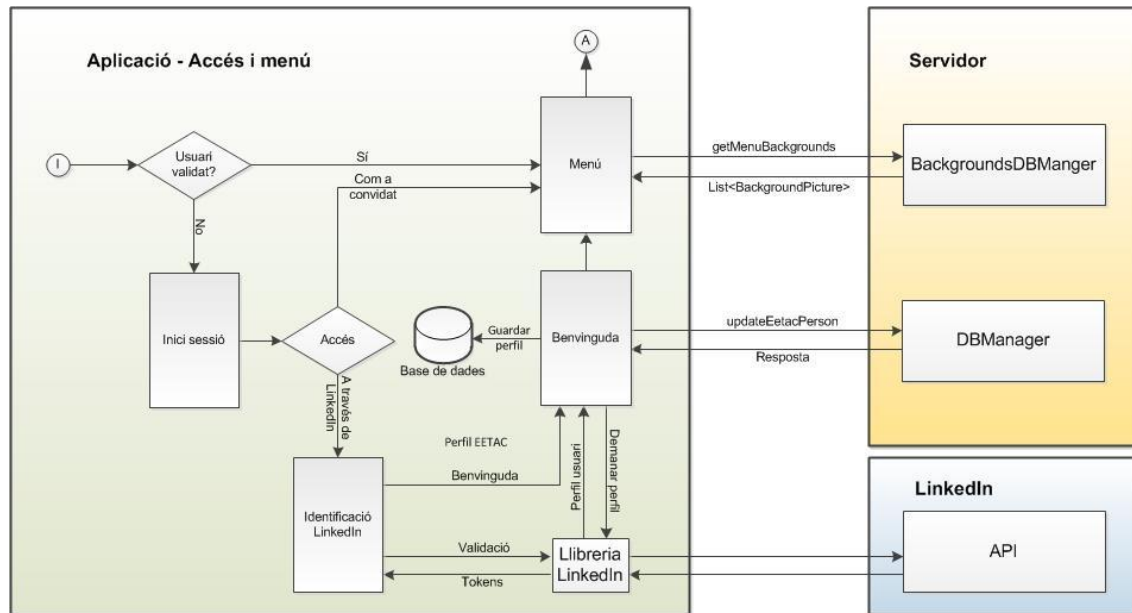 Aplicació - Accés i menú
A
Servidor
I
Usuari
validat?
Sí
Com a
convidat
Menú
getMenuBackgrounds
List<BackgroundPicture>
BackgroundsDBManger
No
Inici sessió
Accés
Base de dades
Guardar
perfil
Benvinguda
updateEetacPerson
Resposta
DBManager
A través de
LinkedIn
Perfil EETAC
Benvinguda
Perfil usuari
Demanar perfil
Identificació
LinkedIn
Validació
Tokens
Llibreria
LinkedIn
LinkedIn
API